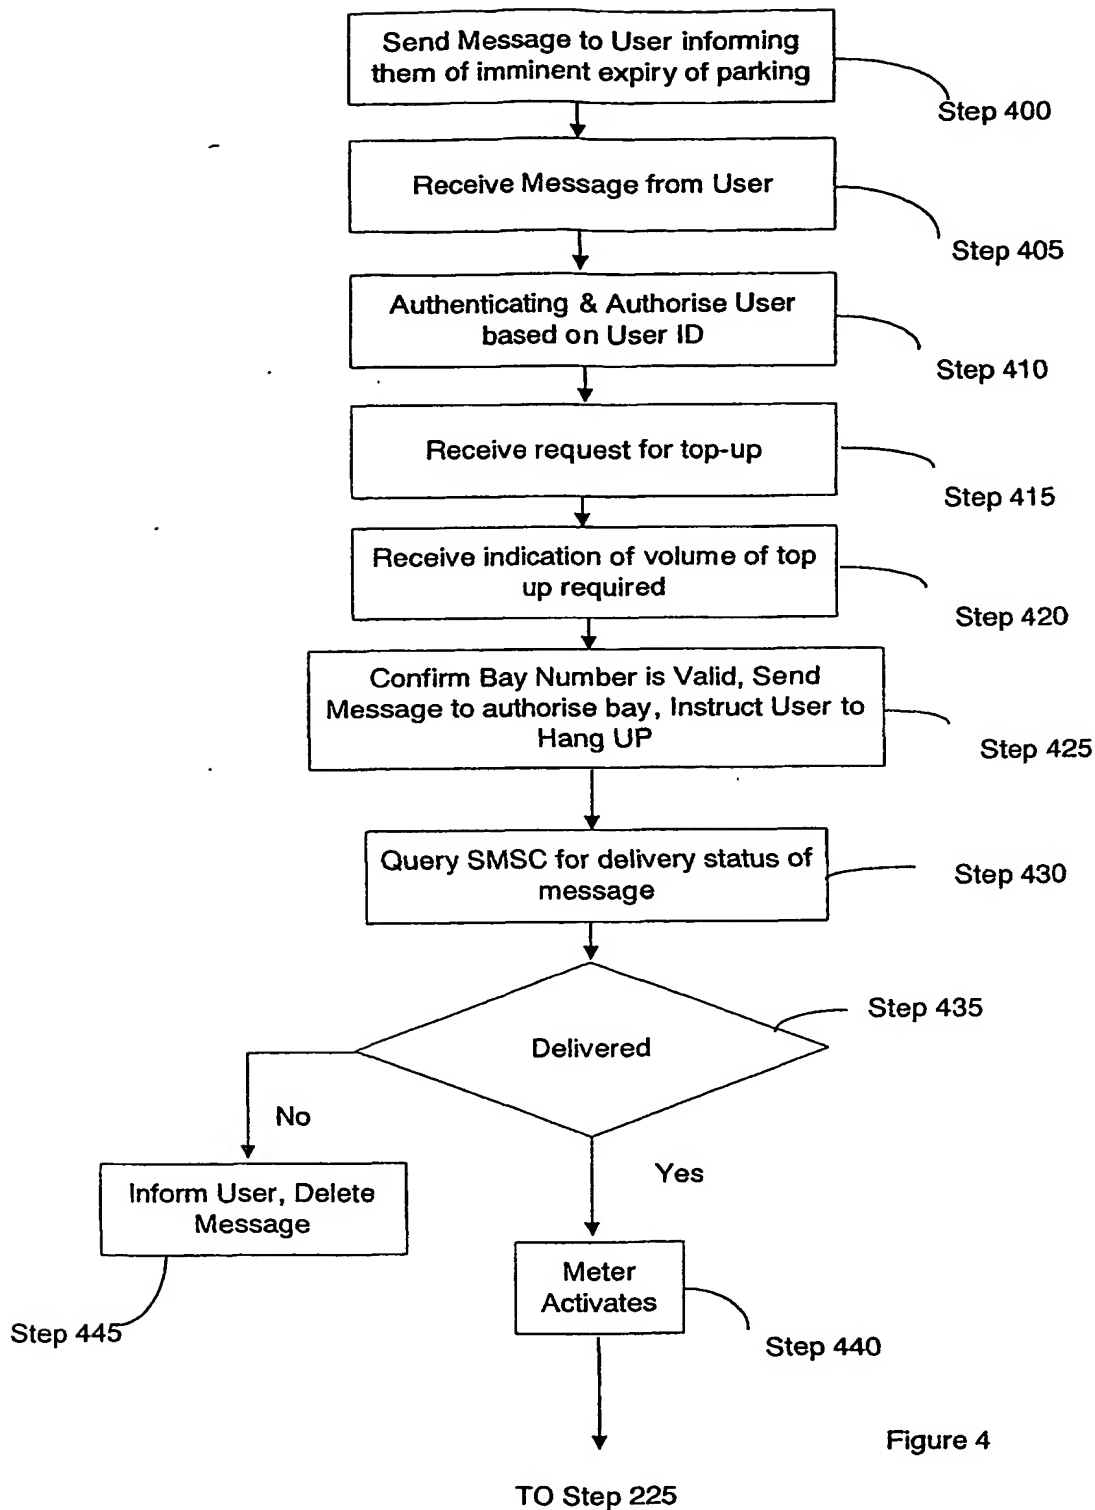 Send Message to User informing
them of imminent expiry of parking
Step 400
Receive Message from User
Step 405
Authenticating & Authorise User
based on User ID
Step 410
Receive request for top-up
Step 415
Receive indication of volume of top
up required
Step 420
Confirm Bay Number is Valid, Send
Message to authorise bay, Instruct User to
Hang UP
Step 425
Query SMSC for delivery status of
message
Step 430
Step 435
Delivered
No
Yes
Inform User, Delete
Message
Step 445
Meter
Activates
Step 440
Figure 4
TO Step 225